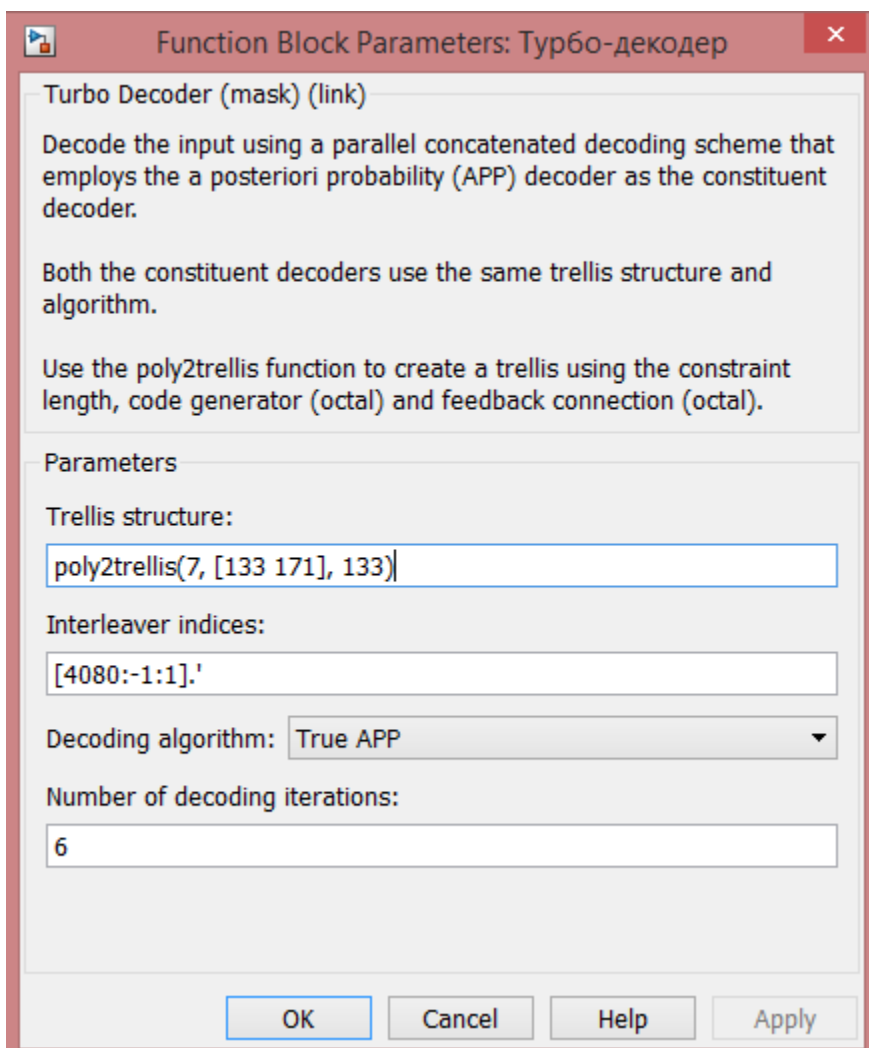 Function Block Parameters: Турбо-декодер
Turbo Decoder (mask) (link)
Decode the input using a parallel concatenated decoding scheme that
employs the a posteriori probability (APP) decoder as the constituent
decoder.
Both the constituent decoders use the same trellis structure and
algorithm.
Use the poly2trellis function to create a trellis using the constraint
length, code generator (octal) and feedback connection (octal).
Parameters
Trellis structure:
poly2trellis(7, [133 171], 133)
Interleaver indices:
[4080:-1:1].'
Decoding algorithm: True APP
Number of decoding iterations:
6
OK Cancel Help Apply